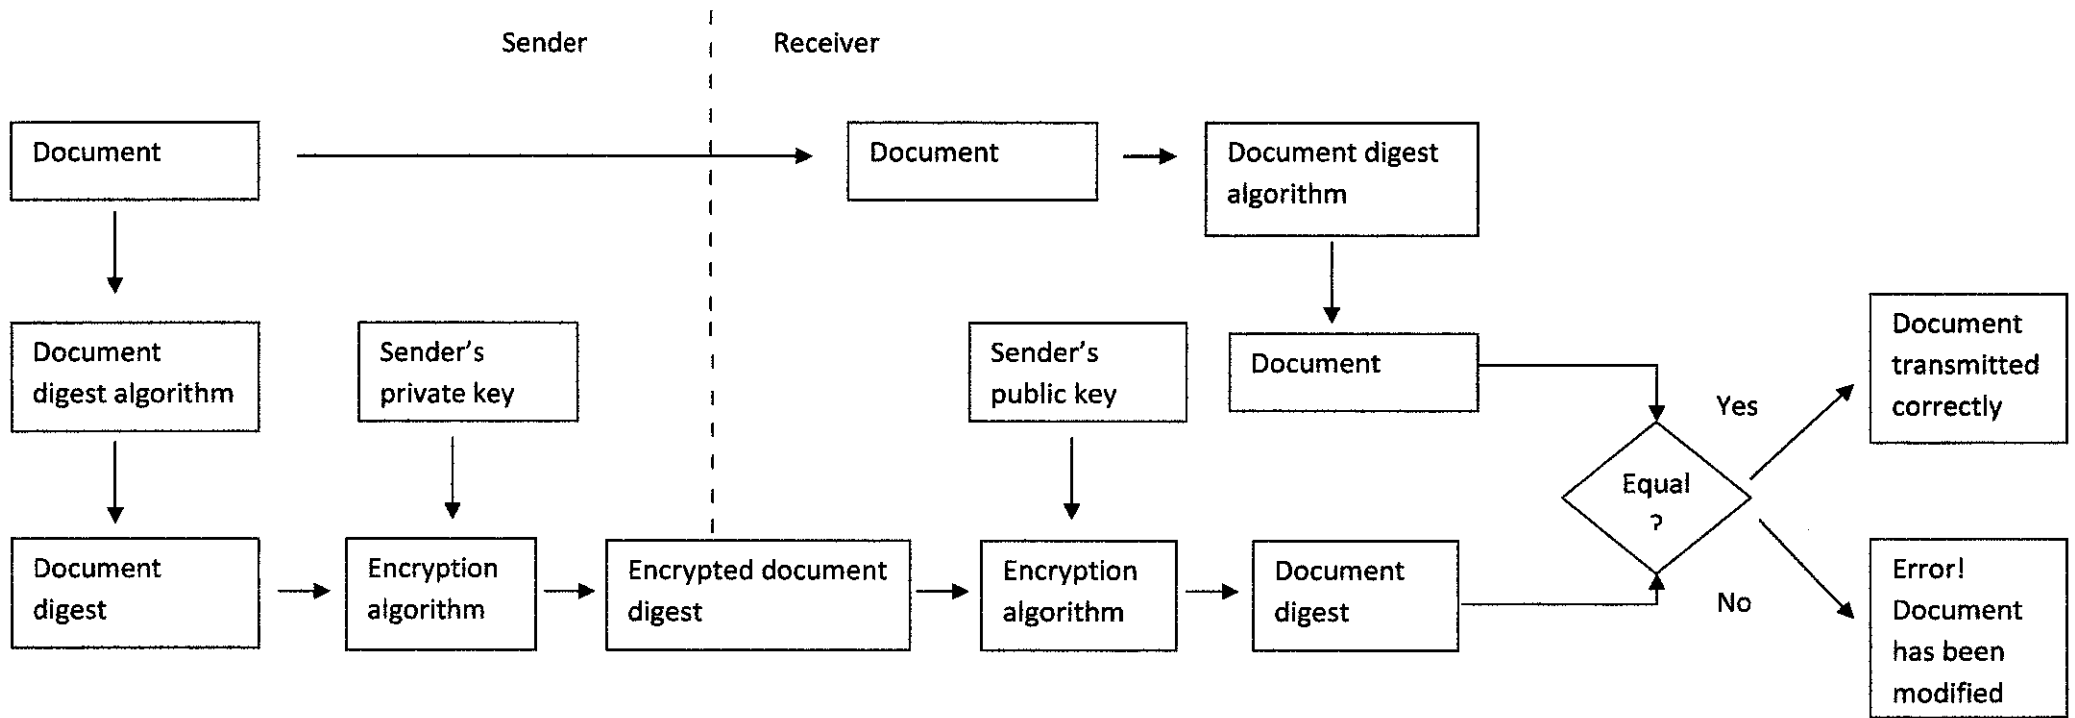 Sender
Receiver
Document
Document
Document digest
algorithm
Document
digest algorithm
Sender's
private key
Sender's
public key
Document
Document
transmitted
correctly
Yes
Equal
?
No
Document
digest
Encryption
algorithm
Encrypted document
digest
Encryption
algorithm
Document
digest
Error!
Document
has been
modified